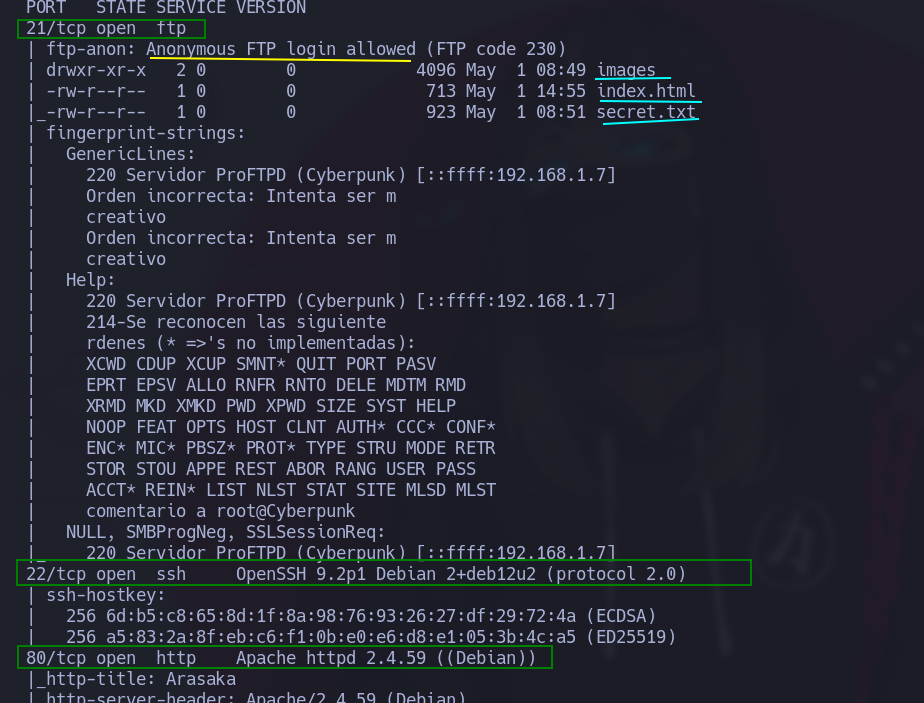 PORT   STATE SERVICE VERSION
21/tcp open  ftp
| ftp-anon: Anonymous FTP login allowed (FTP code 230)
| drwxr-xr-x   2 0        0            4096 May  1 08:49 images
| -rw-r--r--   1 0        0             713 May  1 14:55 index.html
|_-rw-r--r--   1 0        0             923 May  1 08:51 secret.txt
| fingerprint-strings:
|   GenericLines:
|     220 Servidor ProFTPD (Cyberpunk) [::ffff:192.168.1.7]
|     Orden incorrecta: Intenta ser m
|     creativo
|     Orden incorrecta: Intenta ser m
|     creativo
|   Help:
|     220 Servidor ProFTPD (Cyberpunk) [::ffff:192.168.1.7]
|     214-Se reconocen las siguiente
|     rdenes (* =>'s no implementadas):
|     XCWD CDUP XCUP SMNT* QUIT PORT PASV
|     EPRT EPSV ALLO RNFR RNTO DELE MDTM RMD
|     XRMD MKD XMKD PWD XPWD SIZE SYST HELP
|     NOOP FEAT OPTS HOST CLNT AUTH* CCC* CONF*
|     ENC* MIC* PBSZ* PROT* TYPE STRU MODE RETR
|     STOR STOU APPE REST ABOR RANG USER PASS
|     ACCT* REIN* LIST NLST STAT SITE MLSD MLST
|     comentario a root@Cyberpunk
|   NULL, SMBProgNeg, SSLSessionReq:
|_    220 Servidor ProFTPD (Cyberpunk) [::ffff:192.168.1.7]
22/tcp open  ssh     OpenSSH 9.2p1 Debian 2+deb12u2 (protocol 2.0)
| ssh-hostkey:
|   256 6d:b5:c8:65:8d:1f:8a:98:76:93:26:27:df:29:72:4a (ECDSA)
|_  256 a5:83:2a:8f:eb:c6:f1:0b:e0:e6:d8:e1:05:3b:4c:a5 (ED25519)
80/tcp open  http    Apache httpd 2.4.59 ((Debian))
|_http-title: Arasaka
|_http-server-header: Apache/2.4.59 (Debian)